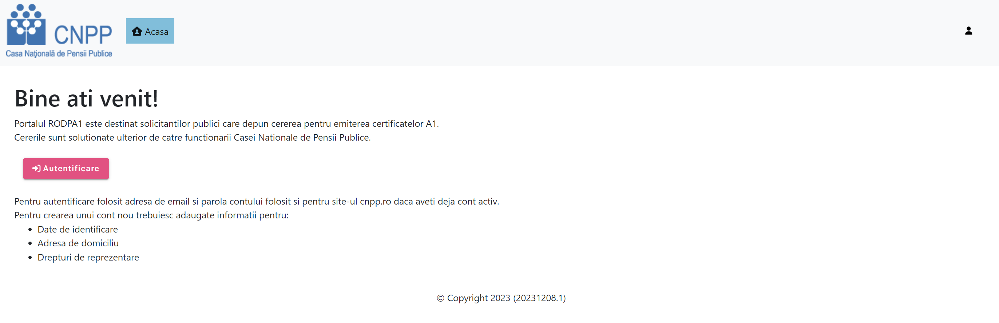 CNPP
Casa Națională de Pensii Publice
Acasa
Bine ati venit!
Portalul RODPA1 este destinat solicitantilor publici care depun cererea pentru emiterea certificatelor A1.
Cererile sunt solutionate ulterior de catre functionarii Casei Nationale de Pensii Publice.
Autentificare
Pentru autentificare folosit adresa de email si parola contului folosit si pentru site-ul cnpp.ro daca aveti deja cont activ.
Pentru crearea unui cont nou trebuiesc adaugate informatii pentru:
• Date de identificare
• Adresa de domiciliu
• Drepturi de reprezentare
© Copyright 2023 (20231208.1)